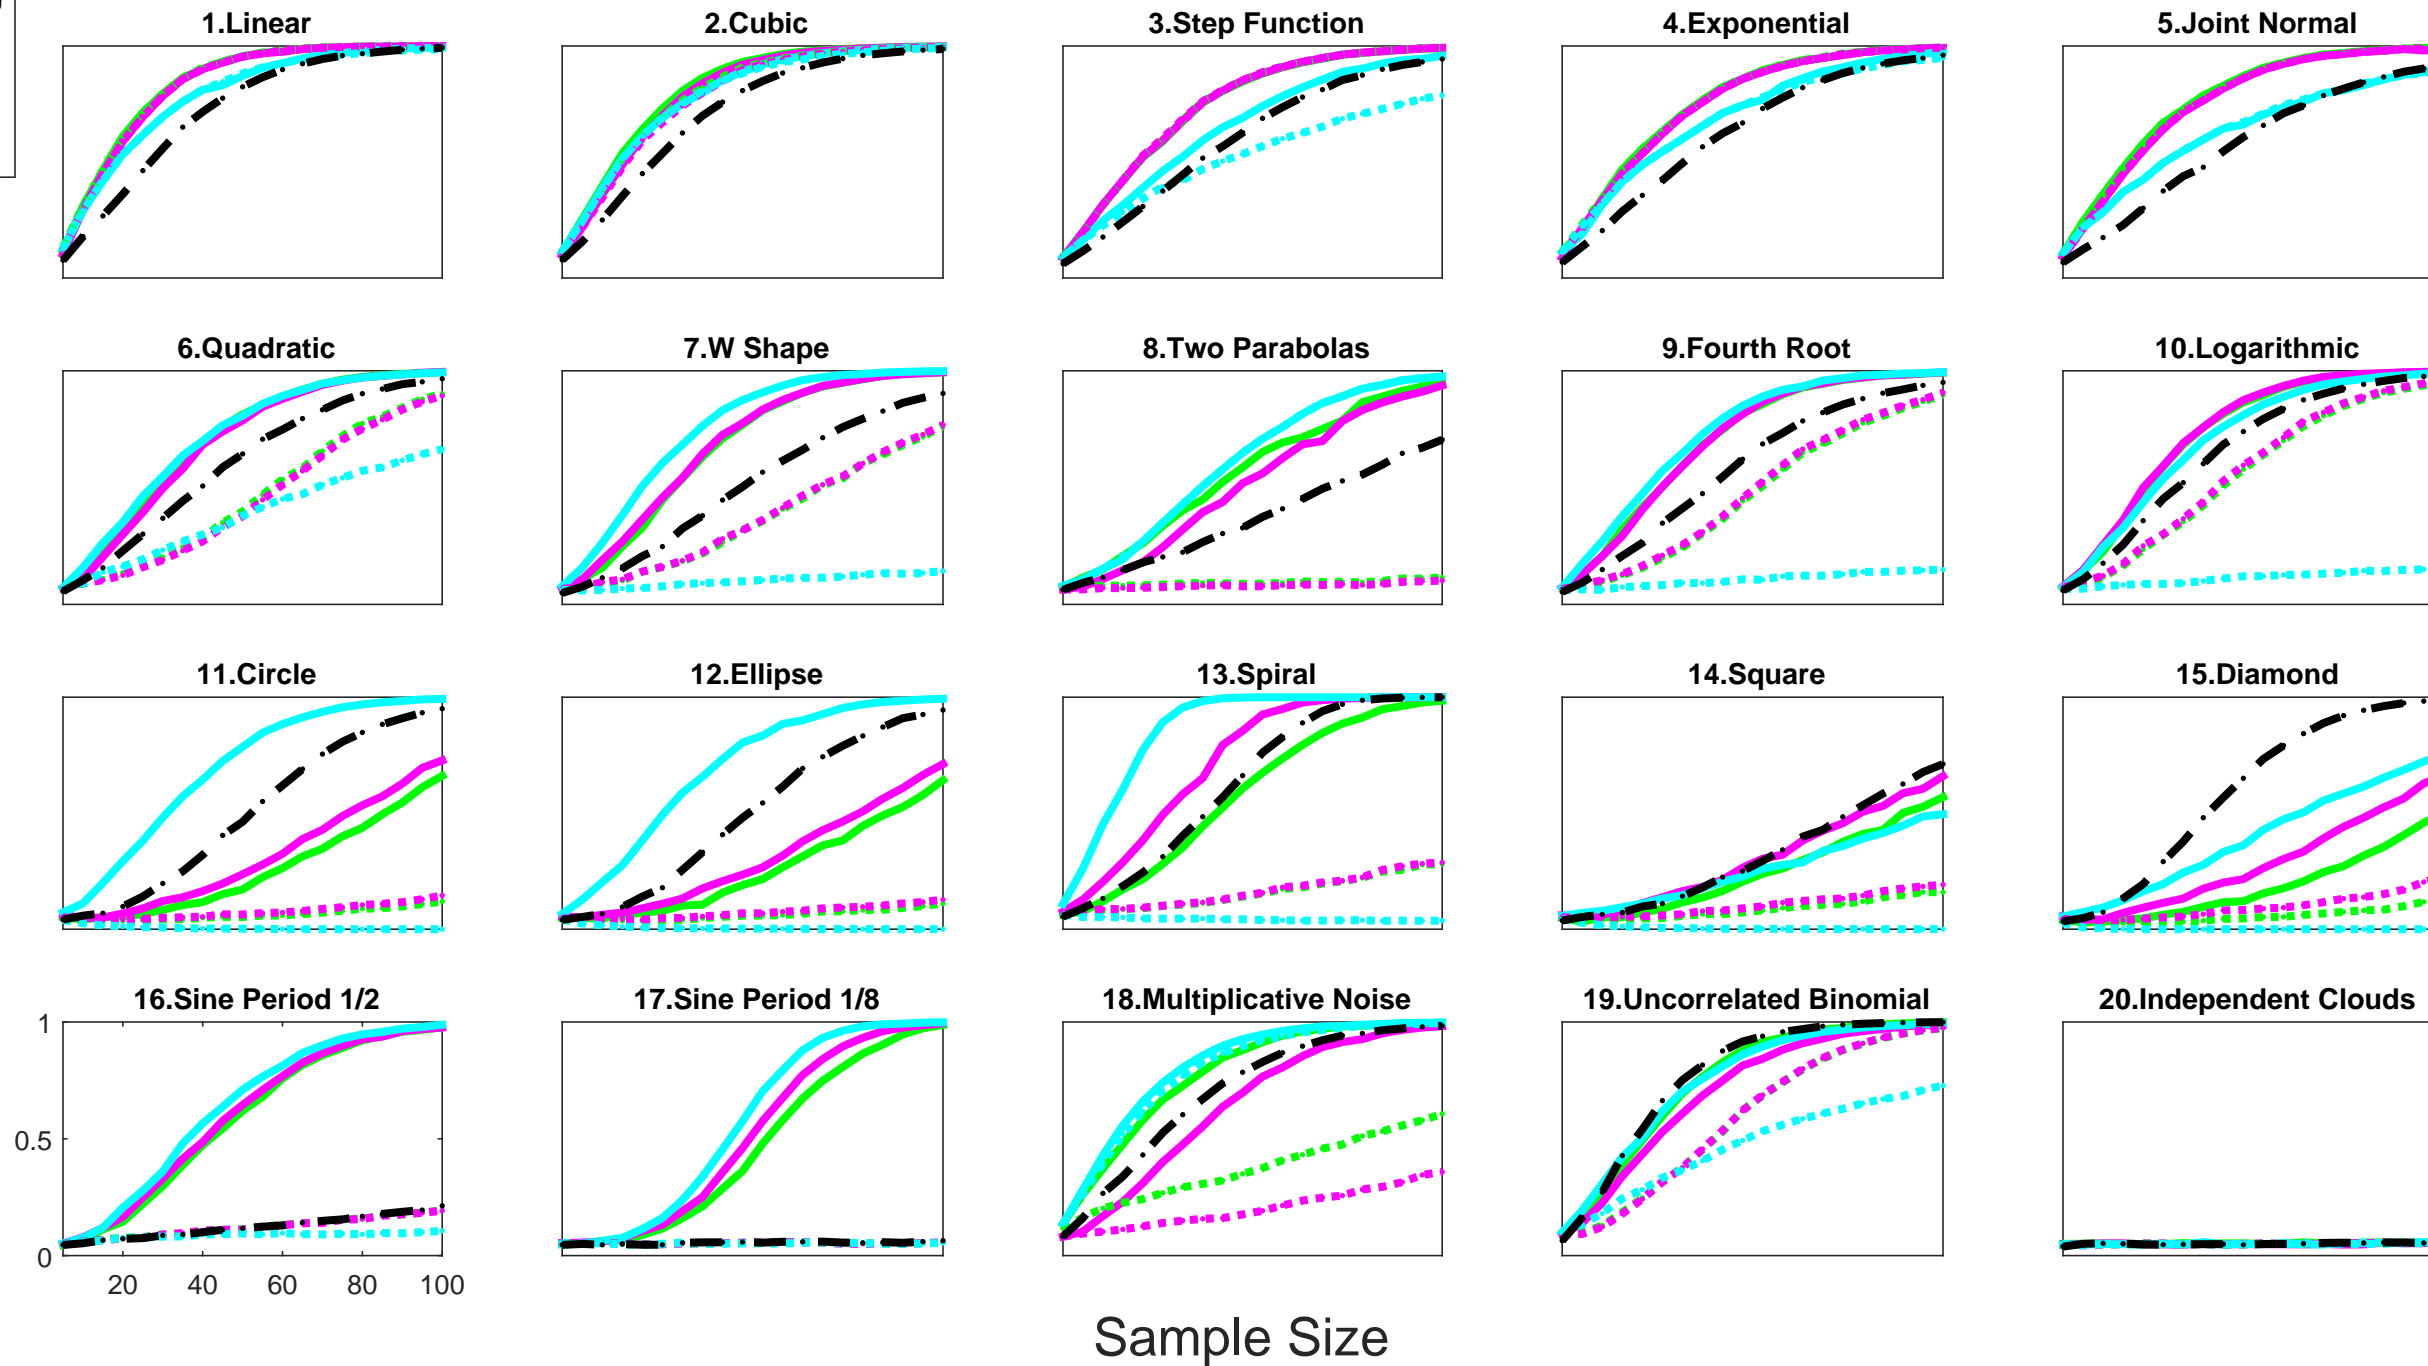 1.Linear
2.Cubic
3.Step Function
4.Exponential
5.Joint Normal
6.Quadratic
7.W Shape
8.Two Parabolas
9.Fourth Root
10.Logarithmic
11.Circle
12.Ellipse
13.Spiral
14.Square
15.Diamond
16.Sine Period 1/2
17.Sine Period 1/8
18.Multiplicative Noise
19.Uncorrelated Binomial
20.Independent Clouds
1
0.5
0
20 40 60 80 100
Sample Size